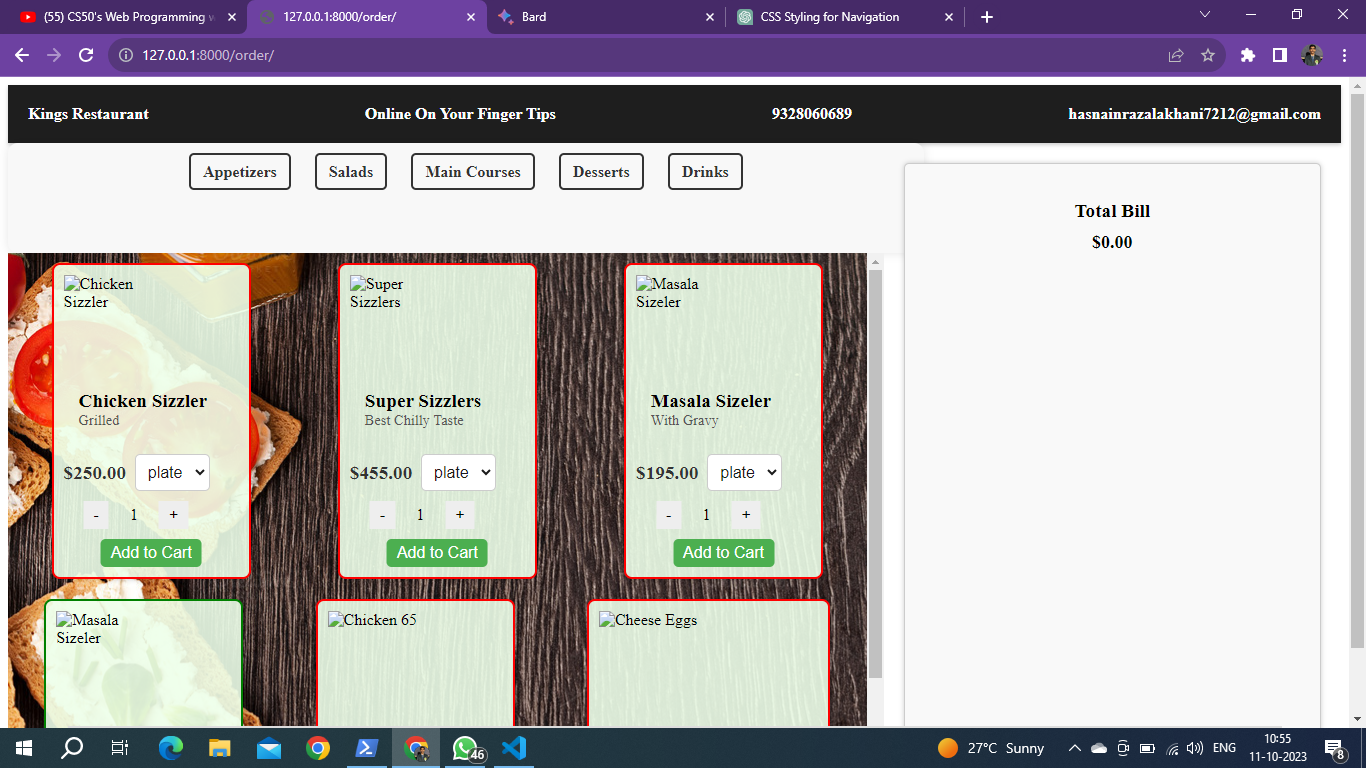 (55) CS50's Web Programming w
127.0.0.1:8000/order/
Bard
CSS Styling for Navigation
127.0.0.1:8000/order/
Kings Restaurant
Online On Your Finger Tips
9328060689
hasnainrazalakhani7212@gmail.com
Appetizers
Salads
Main Courses
Desserts
Drinks
Total Bill
$0.00
Chicken
Sizzler
Chicken Sizzler
Grilled
$250.00 plate
- 1 +
Add to Cart
Super
Sizzlers
Super Sizzlers
Best Chilly Taste
$455.00 plate
- 1 +
Add to Cart
Masala
Sizeler
Masala Sizeler
With Gravy
$195.00 plate
- 1 +
Add to Cart
Masala
Sizeler
Chicken 65
Cheese Eggs
46
27°C Sunny
ENG
10:55
11-10-2023
8